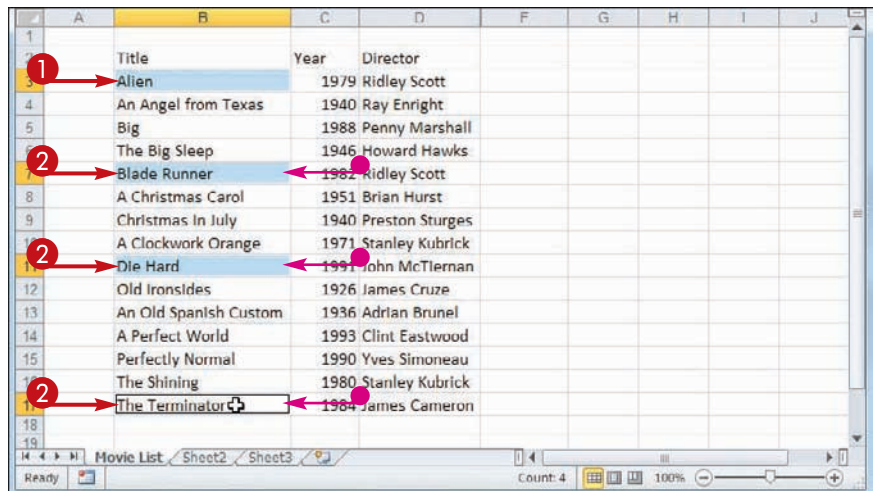 A B C D F G H I J
1
2 Title Year Director
1 3 Alien 1979 Ridley Scott
4 An Angel from Texas 1940 Ray Enright
5 Big 1988 Penny Marshall
6 The Big Sleep 1946 Howard Hawks
2 7 Blade Runner 1982 Ridley Scott
8 A Christmas Carol 1951 Brian Hurst
9 Christmas In July 1940 Preston Sturges
10 A Clockwork Orange 1971 Stanley Kubrick
2 11 Die Hard 1991 John McTiernan
12 Old Ironsides 1926 James Cruze
13 An Old Spanish Custom 1936 Adrian Brunel
14 A Perfect World 1993 Clint Eastwood
15 Perfectly Normal 1990 Yves Simoneau
16 The Shining 1980 Stanley Kubrick
2 17 The Terminator 1984 James Cameron
18
19
Movie List Sheet2 Sheet3
Ready Count: 4 100%